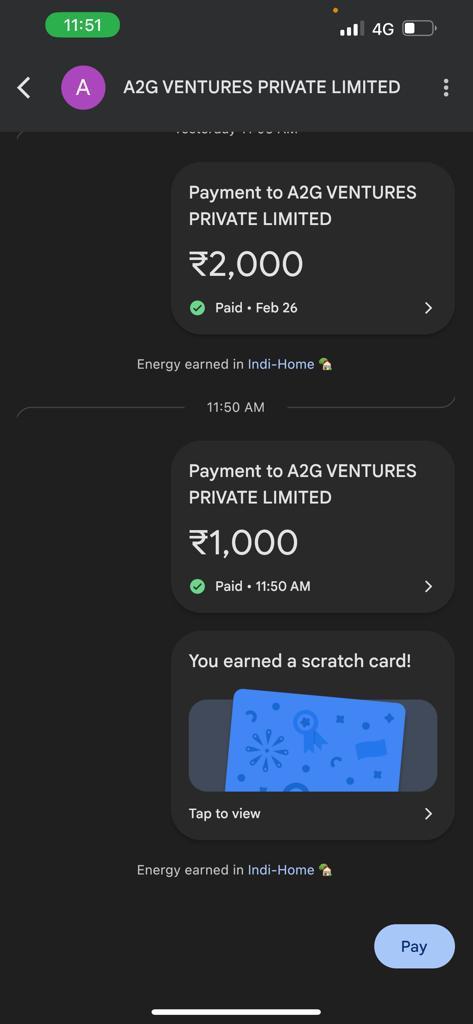 11:51
4G
A
A2G VENTURES PRIVATE LIMITED
Payment to A2G VENTURES
PRIVATE LIMITED
₹2,000
Paid • Feb 26
Energy earned in Indi-Home
11:50 AM
Payment to A2G VENTURES
PRIVATE LIMITED
₹1,000
Paid • 11:50 AM
You earned a scratch card!
Tap to view
Energy earned in Indi-Home
Pay